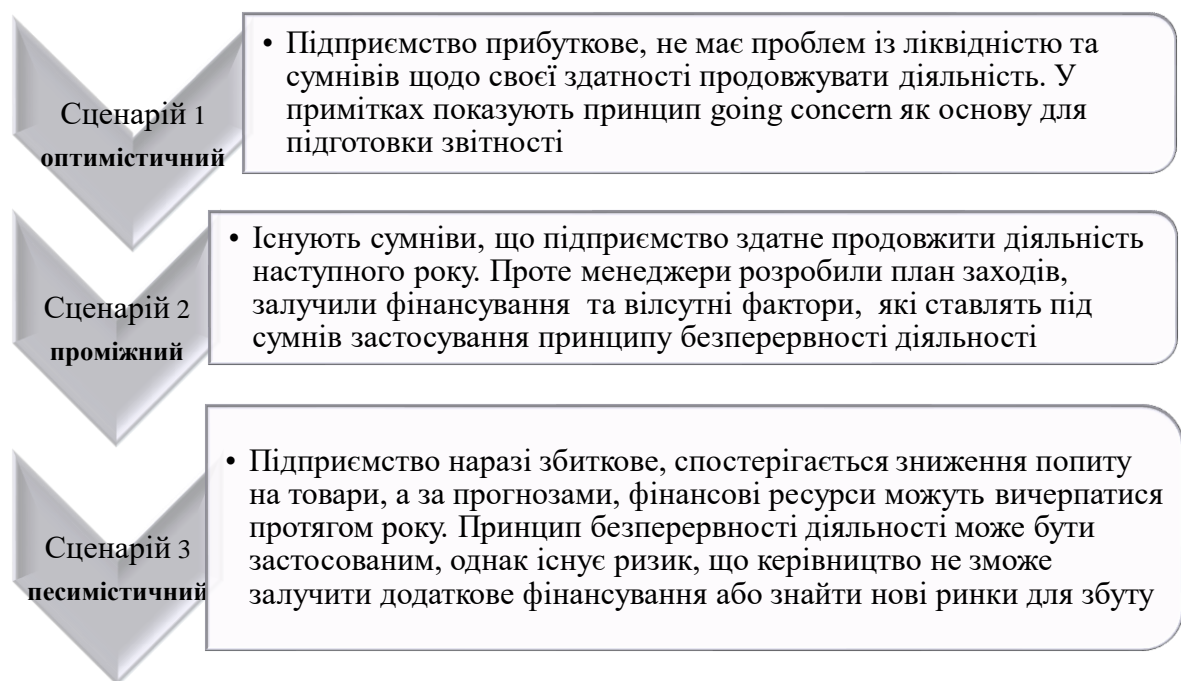 Сценарій 1
оптимістичний
• Підприємство прибуткове, не має проблем із ліквідністю та
сумнівів щодо своєї здатності продовжувати діяльність. У
примітках показують принцип going concern як основу для
підготовки звітності
Сценарій 2
проміжний
• Існують сумніви, що підприємство здатне продовжити діяльність
наступного року. Проте менеджери розробили план заходів,
залучили фінансування та вілсутні фактори, які ставлять під
сумнів застосування принципу безперервності діяльності
Сценарій 3
песимістичний
• Підприємство наразі збиткове, спостерігається зниження попиту
на товари, а за прогнозами, фінансові ресурси можуть вичерпатися
протягом року. Принцип безперервності діяльності може бути
застосованим, однак існує ризик, що керівництво не зможе
залучити додаткове фінансування або знайти нові ринки для збуту